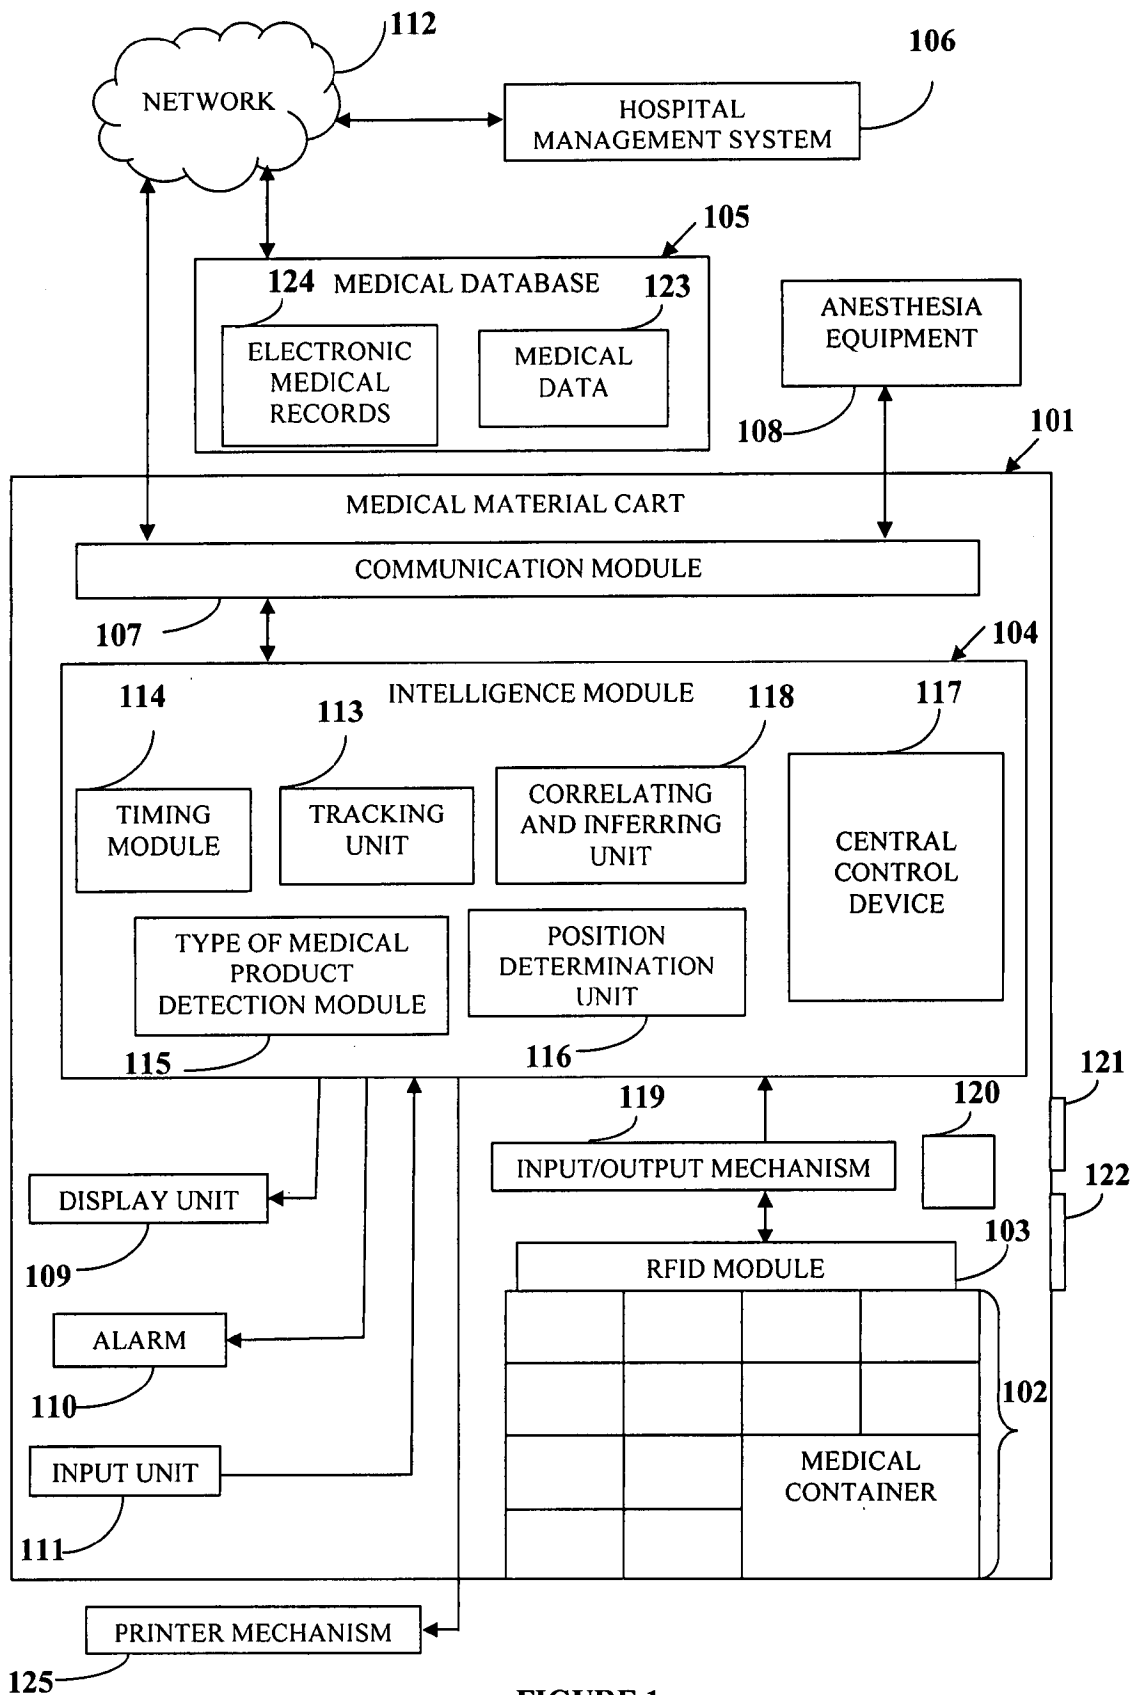 112
106
NETWORK
HOSPITAL
MANAGEMENT SYSTEM
105
124
MEDICAL DATABASE
123
ELECTRONIC
MEDICAL
RECORDS
MEDICAL
DATA
ANESTHESIA
EQUIPMENT
108
101
MEDICAL MATERIAL CART
COMMUNICATION MODULE
107
104
114
INTELLIGENCE MODULE
113
118
117
TIMING
MODULE
TRACKING
UNIT
CORRELATING
AND INFERRING
UNIT
CENTRAL
CONTROL
DEVICE
TYPE OF MEDICAL
PRODUCT
DETECTION MODULE
POSITION
DETERMINATION
UNIT
115
116
119
120
121
INPUT/OUTPUT MECHANISM
122
DISPLAY UNIT
109
103
RFID MODULE
ALARM
110
102
INPUT UNIT
MEDICAL
CONTAINER
111
PRINTER MECHANISM
125
FIGURE 1